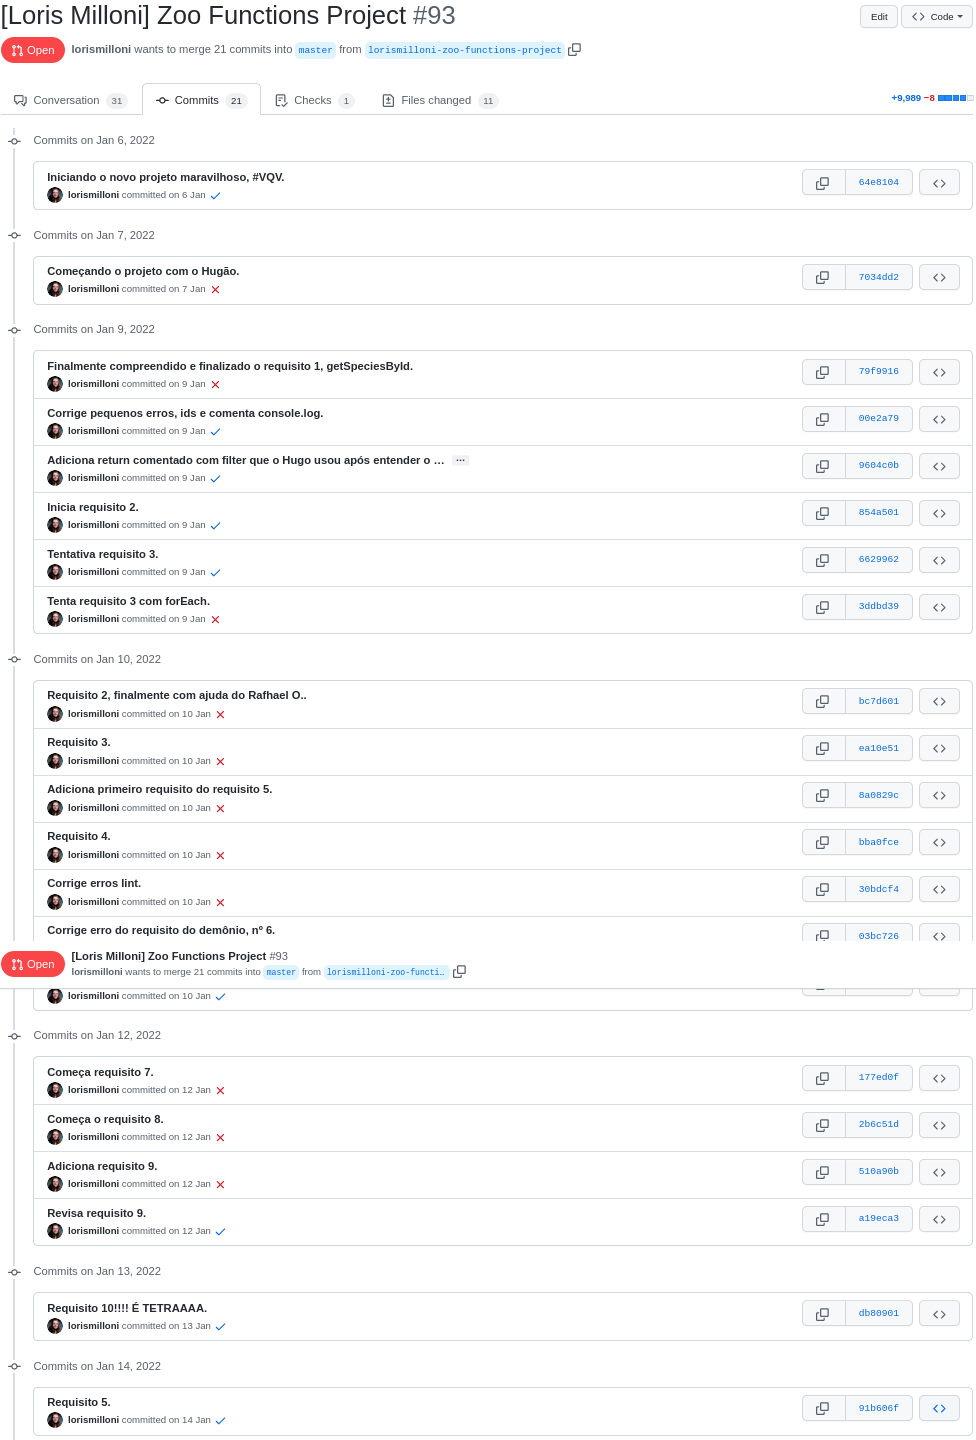 [Loris Milloni] Zoo Functions Project #93
Edit
Code
Open
lorismilloni wants to merge 21 commits into master from lorismilloni-zoo-functions-project
Conversation 31
Commits 21
Checks 1
Files changed 11
+9,989 −8
Commits on Jan 6, 2022
Iniciando o novo projeto maravilhoso, #VQV.
lorismilloni committed on 6 Jan
64e8104
Commits on Jan 7, 2022
Começando o projeto com o Hugão.
lorismilloni committed on 7 Jan
7034dd2
Commits on Jan 9, 2022
Finalmente compreendido e finalizado o requisito 1, getSpeciesById.
lorismilloni committed on 9 Jan
79f9916
Corrige pequenos erros, ids e comenta console.log.
lorismilloni committed on 9 Jan
00e2a79
Adiciona return comentado com filter que o Hugo usou após entender o … …
lorismilloni committed on 9 Jan
9604c0b
Inicia requisito 2.
lorismilloni committed on 9 Jan
854a501
Tentativa requisito 3.
lorismilloni committed on 9 Jan
6629962
Tenta requisito 3 com forEach.
lorismilloni committed on 9 Jan
3ddbd39
Commits on Jan 10, 2022
Requisito 2, finalmente com ajuda do Rafhael O..
lorismilloni committed on 10 Jan
bc7d601
Requisito 3.
lorismilloni committed on 10 Jan
ea10e51
Adiciona primeiro requisito do requisito 5.
lorismilloni committed on 10 Jan
8a0829c
Requisito 4.
lorismilloni committed on 10 Jan
bba0fce
Corrige erros lint.
lorismilloni committed on 10 Jan
30bdcf4
Corrige erro do requisito do demônio, nº 6.
03bc726
Open
[Loris Milloni] Zoo Functions Project #93
lorismilloni wants to merge 21 commits into master from lorismilloni-zoo-functi…
lorismilloni committed on 10 Jan
Commits on Jan 12, 2022
Começa requisito 7.
lorismilloni committed on 12 Jan
177ed0f
Começa o requisito 8.
lorismilloni committed on 12 Jan
2b6c51d
Adiciona requisito 9.
lorismilloni committed on 12 Jan
510a90b
Revisa requisito 9.
lorismilloni committed on 12 Jan
a19eca3
Commits on Jan 13, 2022
Requisito 10!!!! É TETRAAAA.
lorismilloni committed on 13 Jan
db80901
Commits on Jan 14, 2022
Requisito 5.
lorismilloni committed on 14 Jan
91b606f